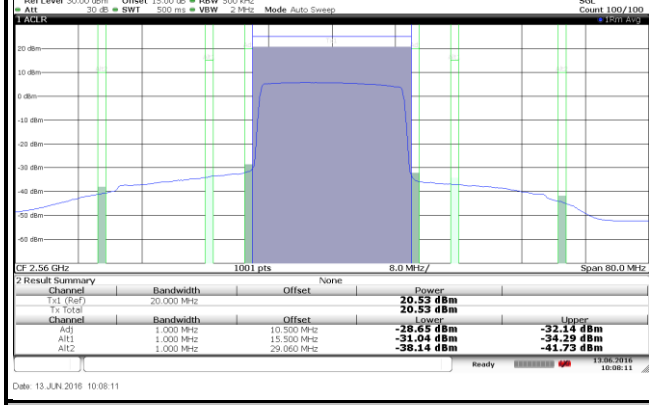 Ref Level 30.00 dBm Offset 15.00 dB RBW 500 kHz SGL
Att 30 dB SWT 500 ms VBW 2 MHz Mode Auto Sweep Count 100/100
1 ACLR 1Rm Avg
20 dBm
10 dBm
0 dBm
-10 dBm
-20 dBm
-30 dBm
-40 dBm
-50 dBm
-60 dBm
CF 2.56 GHz 1001 pts 8.0 MHz/ Span 80.0 MHz
2 Result Summary None
Channel Bandwidth Offset Power
Tx1 (Ref) 20.000 MHz 20.53 dBm
Tx Total 20.53 dBm
Channel Bandwidth Offset Lower Upper
Adj 1.000 MHz 10.500 MHz -28.65 dBm -32.14 dBm
Alt1 1.000 MHz 15.500 MHz -31.04 dBm -34.29 dBm
Alt2 1.000 MHz 29.060 MHz -38.14 dBm -41.73 dBm
Ready 13.06.2016
10:08:11
Date: 13.JUN.2016 10:08:11